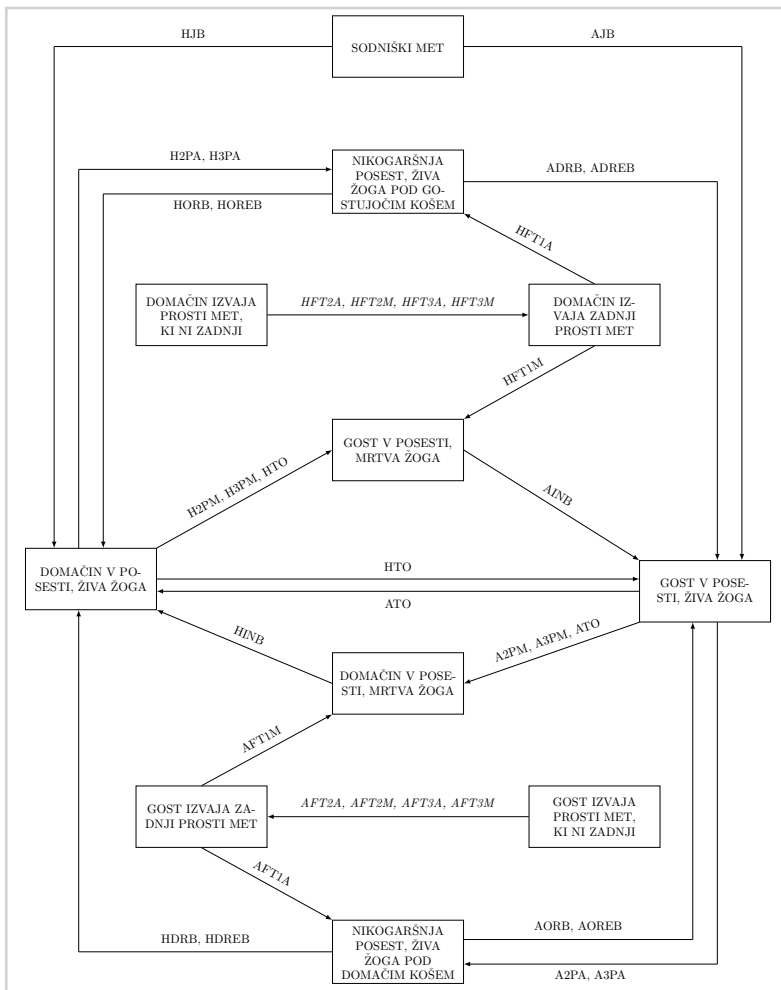 HJB
SODNIŠKI MET
AJB
H2PA, H3PA
NIKOGARŠNJA
POSEST, ŽIVA
ŽOGA POD GO-
STUJOČIM KOŠEM
ADRB, ADREB
HORB, HOREB
HFT1A
DOMAČIN IZVAJA
PROSTI MET,
KI NI ZADNJI
HFT2A, HFT2M, HFT3A, HFT3M
DOMAČIN IZ-
VAJA ZADNJI
PROSTI MET
HFT1M
GOST V POSESTI,
MRTVA ŽOGA
H2PM, H3PM, HTO
AINB
DOMAČIN V PO-
SESTI, ŽIVA ŽOGA
HTO
ATO
GOST V POSE-
STI, ŽIVA ŽOGA
HINB
A2PM, A3PM, ATO
DOMAČIN V POSE-
STI, MRTVA ŽOGA
AFT1M
GOST IZVAJA ZA-
DNJI PROSTI MET
AFT2A, AFT2M, AFT3A, AFT3M
GOST IZVAJA
PROSTI MET,
KI NI ZADNJI
AFT1A
HDRB, HDREB
NIKOGARŠNJA
POSEST, ŽIVA
ŽOGA POD
DOMAČIM KOŠEM
AORB, AOREB
A2PA, A3PA